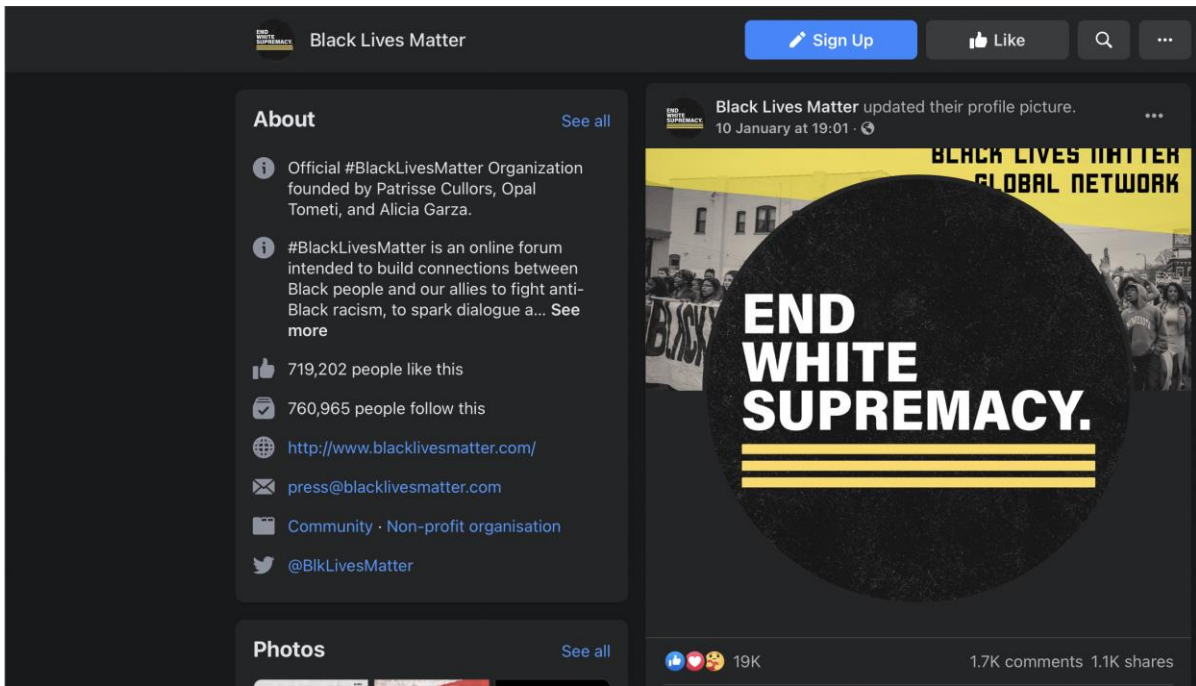 END
WHITE
SUPREMACY.
Black Lives Matter
Sign Up
Like
About
See all
Official #BlackLivesMatter Organization
founded by Patrisse Cullors, Opal
Tometi, and Alicia Garza.
#BlackLivesMatter is an online forum
intended to build connections between
Black people and our allies to fight anti-
Black racism, to spark dialogue a... See
more
719,202 people like this
760,965 people follow this
http://www.blacklivesmatter.com/
press@blacklivesmatter.com
Community · Non-profit organisation
@BlkLivesMatter
Photos
See all
END
WHITE
SUPREMACY.
Black Lives Matter updated their profile picture.
10 January at 19:01 ·
BLACK LIVES MATTER
GLOBAL NETWORK
BLACK
END
WHITE
SUPREMACY.
19K
1.7K comments 1.1K shares